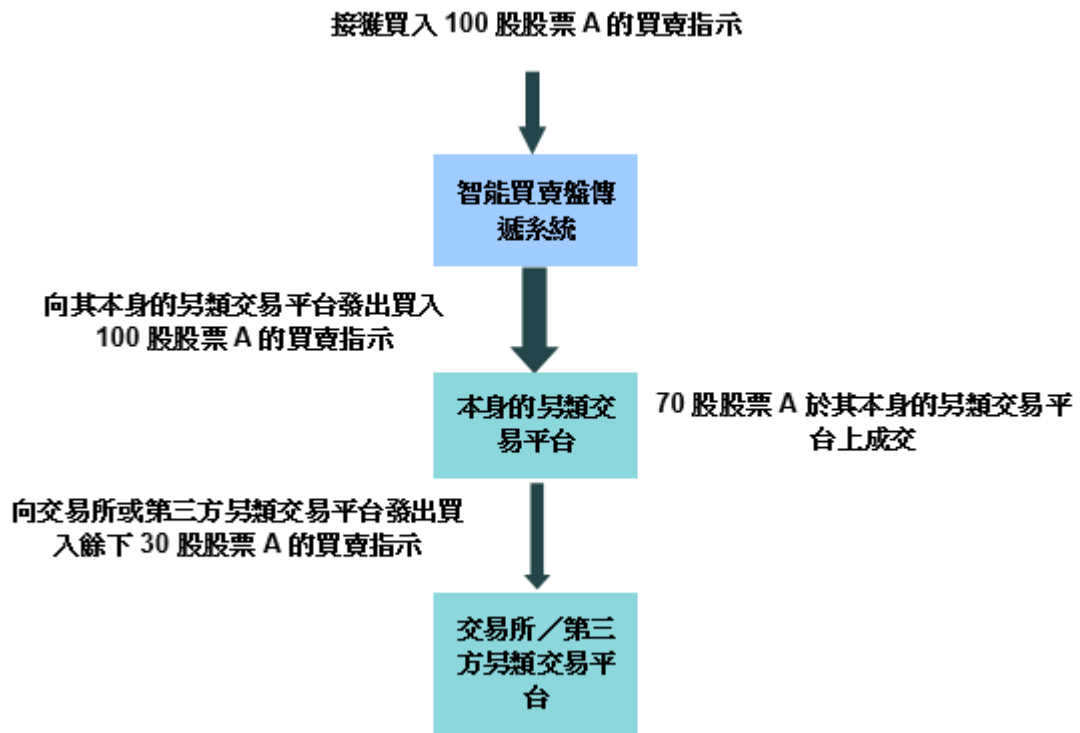 接獲買入 100 股股票 A 的買賣指示
智能買賣盤傳
遞系統
向其本身的另類交易平台發出買入
100 股股票 A 的買賣指示
本身的另類交
易平台
70 股股票 A 於其本身的另類交易平
台上成交
向交易所或第三方另類交易平台發出買
入餘下 30 股股票 A 的買賣指示
交易所／第三
方另類交易平
台